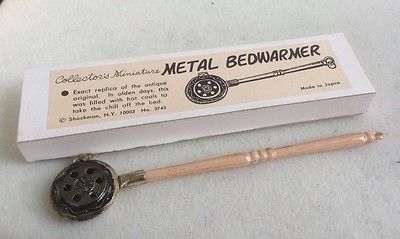 Collector's Miniature METAL BEDWARMER
● Exact replica of the antique
original. In olden days, this
was filled with hot coals to
take the chill off the bed.
© Shackman, N.Y. 10003 No. 3743
Made in Japan